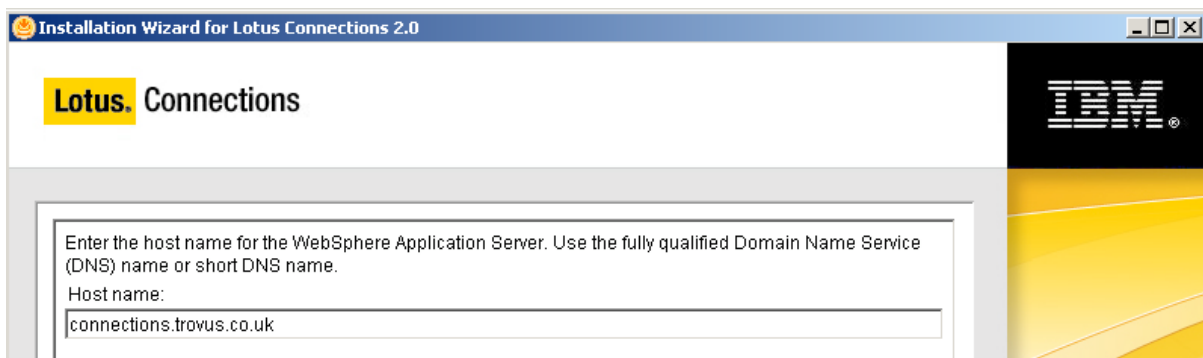 Installation Wizard for Lotus Connections 2.0
Lotus. Connections
IBM®
Enter the host name for the WebSphere Application Server. Use the fully qualified Domain Name Service
(DNS) name or short DNS name.
Host name:
connections.trovus.co.uk